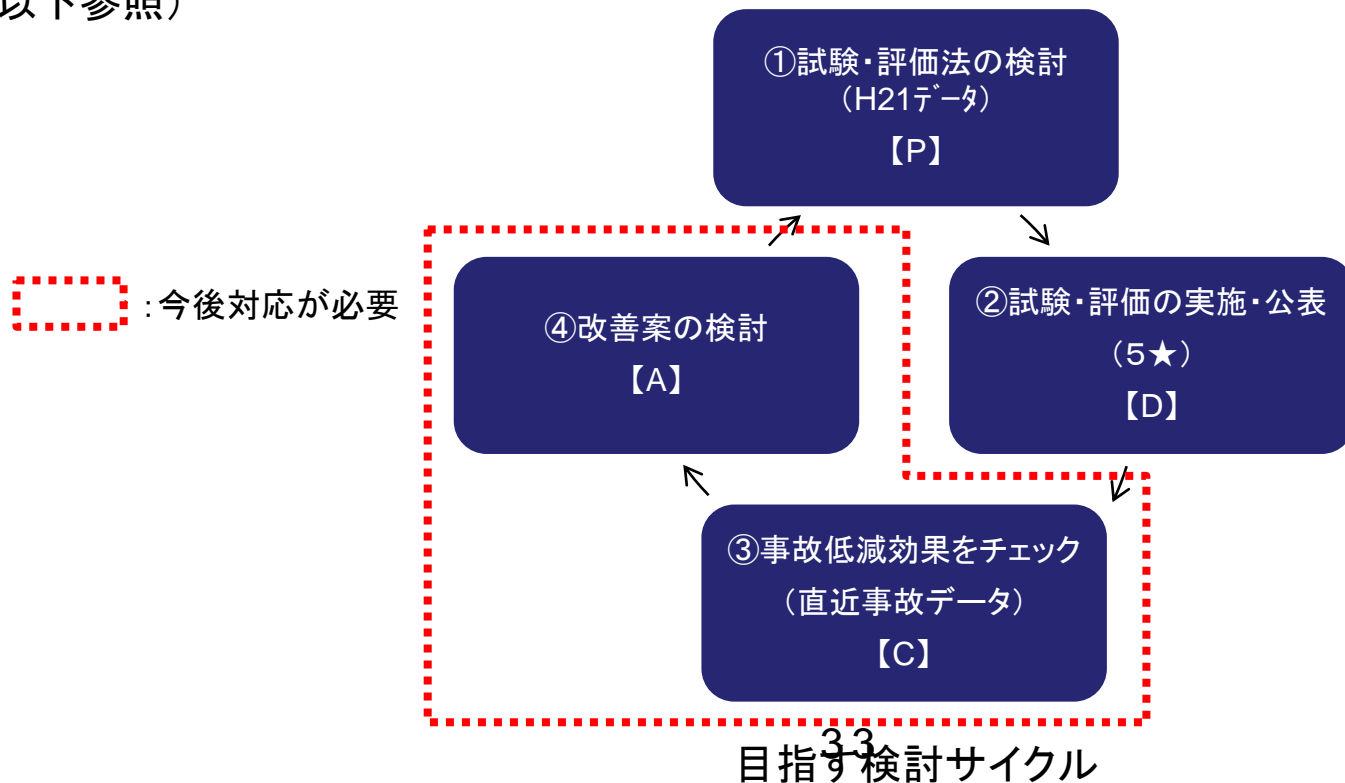 以下参照）
①試験・評価法の検討
（H21ﾃﾞｰﾀ）
【P】
②試験・評価の実施・公表
（5★）
【D】
：今後対応が必要
④改善案の検討
【A】
③事故低減効果をチェック
（直近事故データ）
【C】
33
目指す検討サイクル